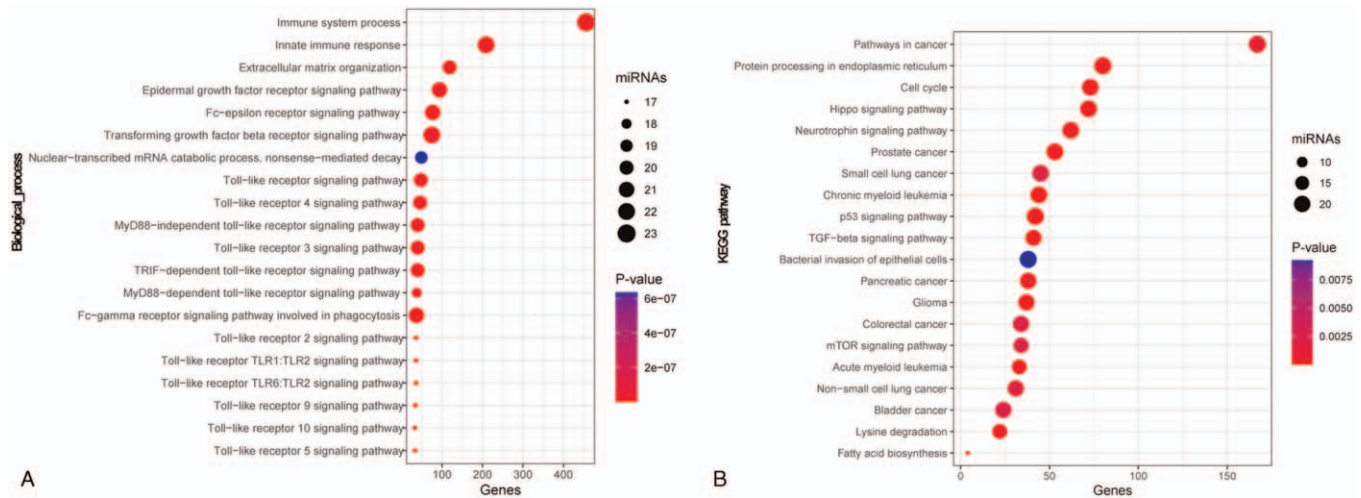 Biological_process
Immune system process
Innate immune response
Extracellular matrix organization
Epidermal growth factor receptor signaling pathway
Fc−epsilon receptor signaling pathway
Transforming growth factor beta receptor signaling pathway
Nuclear−transcribed mRNA catabolic process, nonsense−mediated decay
Toll−like receptor signaling pathway
Toll−like receptor 4 signaling pathway
MyD88−independent toll−like receptor signaling pathway
Toll−like receptor 3 signaling pathway
TRIF−dependent toll−like receptor signaling pathway
MyD88−dependent toll−like receptor signaling pathway
Fc−gamma receptor signaling pathway involved in phagocytosis
Toll−like receptor 2 signaling pathway
Toll−like receptor TLR1:TLR2 signaling pathway
Toll−like receptor TLR6:TLR2 signaling pathway
Toll−like receptor 9 signaling pathway
Toll−like receptor 10 signaling pathway
Toll−like receptor 5 signaling pathway
100 200 300 400
Genes
miRNAs
17
18
19
20
21
22
23
P−value
6e−07
4e−07
2e−07
A
KEGG pathway
Pathways in cancer
Protein processing in endoplasmic reticulum
Cell cycle
Hippo signaling pathway
Neurotrophin signaling pathway
Prostate cancer
Small cell lung cancer
Chronic myeloid leukemia
p53 signaling pathway
TGF−beta signaling pathway
Bacterial invasion of epithelial cells
Pancreatic cancer
Glioma
Colorectal cancer
mTOR signaling pathway
Acute myeloid leukemia
Non−small cell lung cancer
Bladder cancer
Lysine degradation
Fatty acid biosynthesis
0 50 100 150
Genes
miRNAs
10
15
20
P−value
0.0075
0.0050
0.0025
B